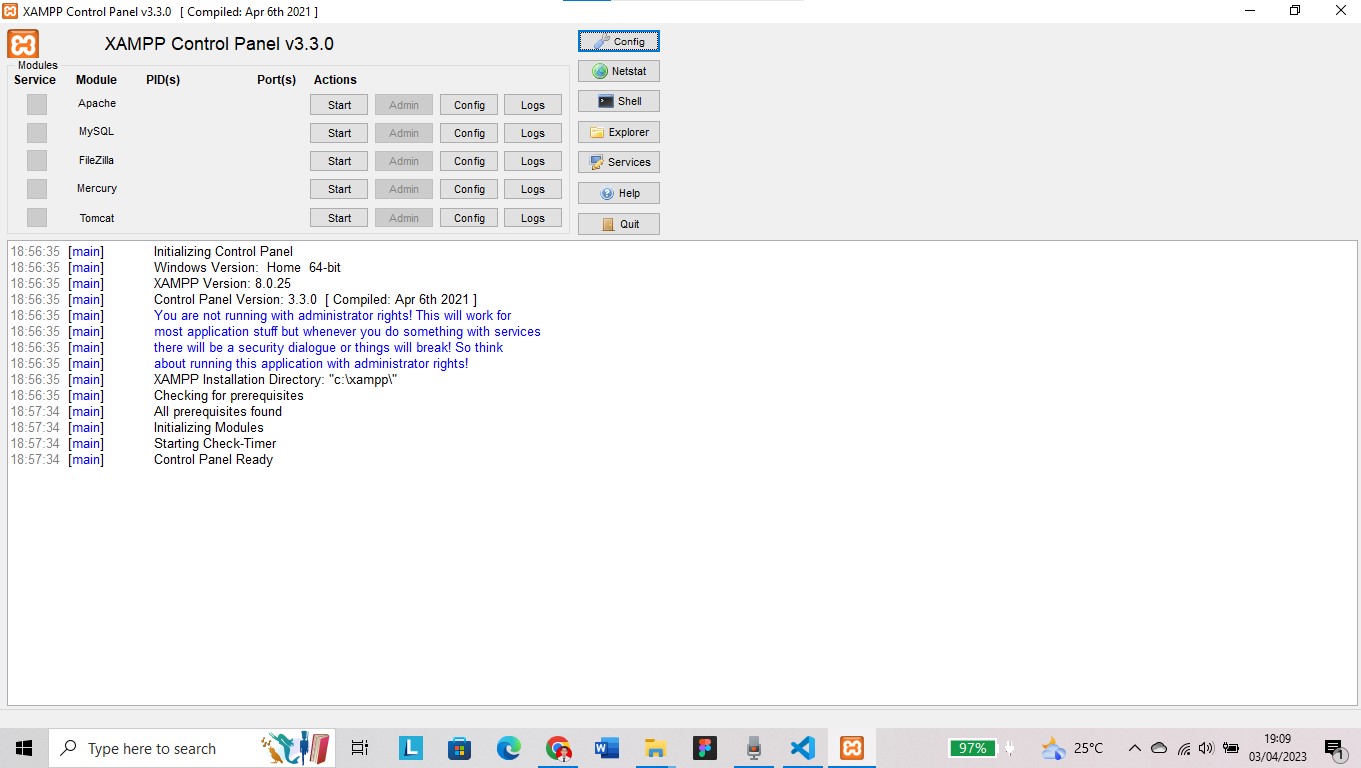 XAMPP Control Panel v3.3.0 [ Compiled: Apr 6th 2021 ]
XAMPP Control Panel v3.3.0
Config
Modules
Service Module PID(s) Port(s) Actions
Netstat
Apache Start Admin Config Logs
Shell
MySQL Start Admin Config Logs
Explorer
FileZilla Start Admin Config Logs
Services
Mercury Start Admin Config Logs
Help
Tomcat Start Admin Config Logs
Quit
18:56:35 [main] Initializing Control Panel
18:56:35 [main] Windows Version: Home 64-bit
18:56:35 [main] XAMPP Version: 8.0.25
18:56:35 [main] Control Panel Version: 3.3.0 [ Compiled: Apr 6th 2021 ]
18:56:35 [main] You are not running with administrator rights! This will work for
18:56:35 [main] most application stuff but whenever you do something with services
18:56:35 [main] there will be a security dialogue or things will break! So think
18:56:35 [main] about running this application with administrator rights!
18:56:35 [main] XAMPP Installation Directory: "c:\xampp\"
18:56:35 [main] Checking for prerequisites
18:57:34 [main] All prerequisites found
18:57:34 [main] Initializing Modules
18:57:34 [main] Starting Check-Timer
18:57:34 [main] Control Panel Ready
Type here to search
L
W
97%
25°C
19:09
03/04/2023
1